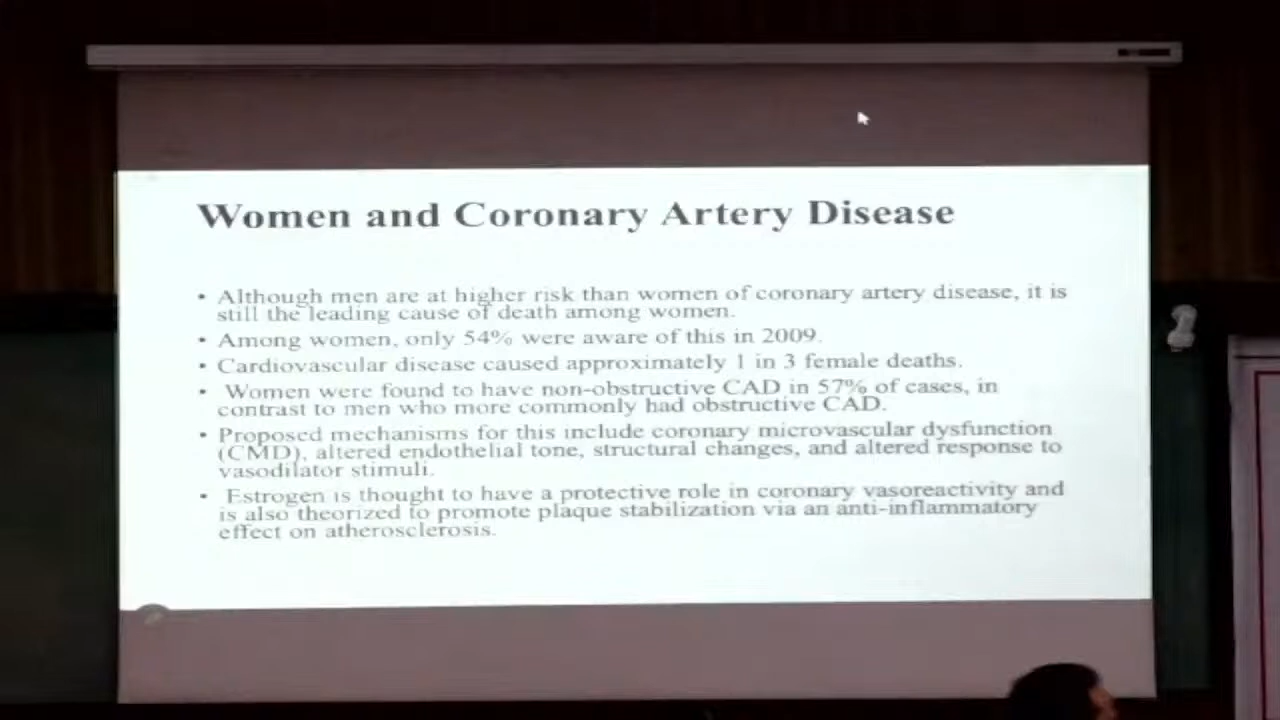 Women and Coronary Artery Disease
• Although men are at higher risk than women of coronary artery disease, it is
still the leading cause of death among women.
• Among women, only 54% were aware of this in 2009.
• Cardiovascular disease caused approximately 1 in 3 female deaths.
• Women were found to have non-obstructive CAD in 57% of cases, in
contrast to men who more commonly had obstructive CAD.
• Proposed mechanisms for this include coronary microvascular dysfunction
(CMD), altered endothelial tone, structural changes, and altered response to
vasodilator stimuli.
• Estrogen is thought to have a protective role in coronary vasoreactivity and
is also theorized to promote plaque stabilization via an anti-inflammatory
effect on atherosclerosis.